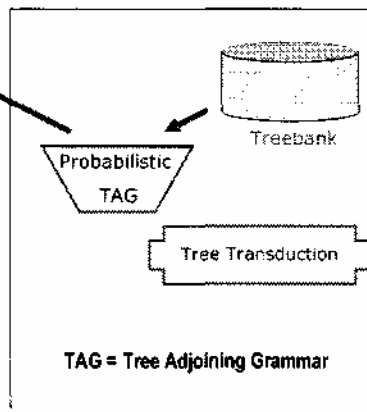 Treebank
Probabilistic
TAG
Tree Transduction
TAG = Tree Adjoining Grammar